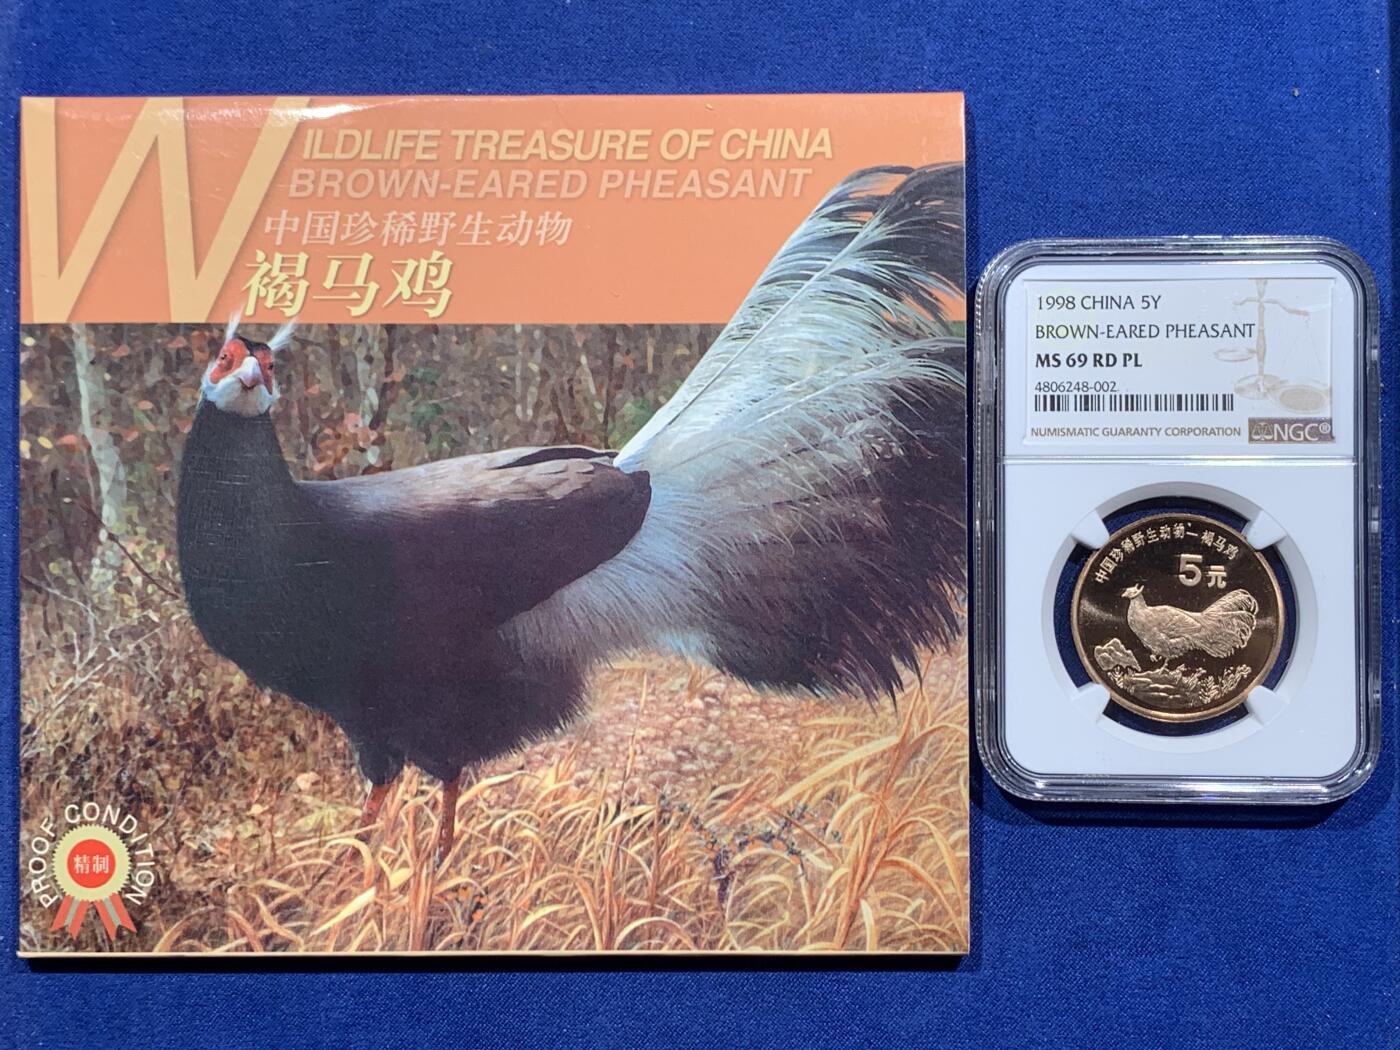 WILDLIFE TREASURE OF CHINA
BROWN-EARED PHEASANT
中国珍稀野生动物
褐马鸡
PROOF CONDITION
精制
1998 CHINA 5Y
BROWN-EARED PHEASANT
MS 69 RD PL
4806248-002
NUMISMATIC GUARANTY CORPORATION
NGC®
中国珍稀野生动物—褐马鸡
5元